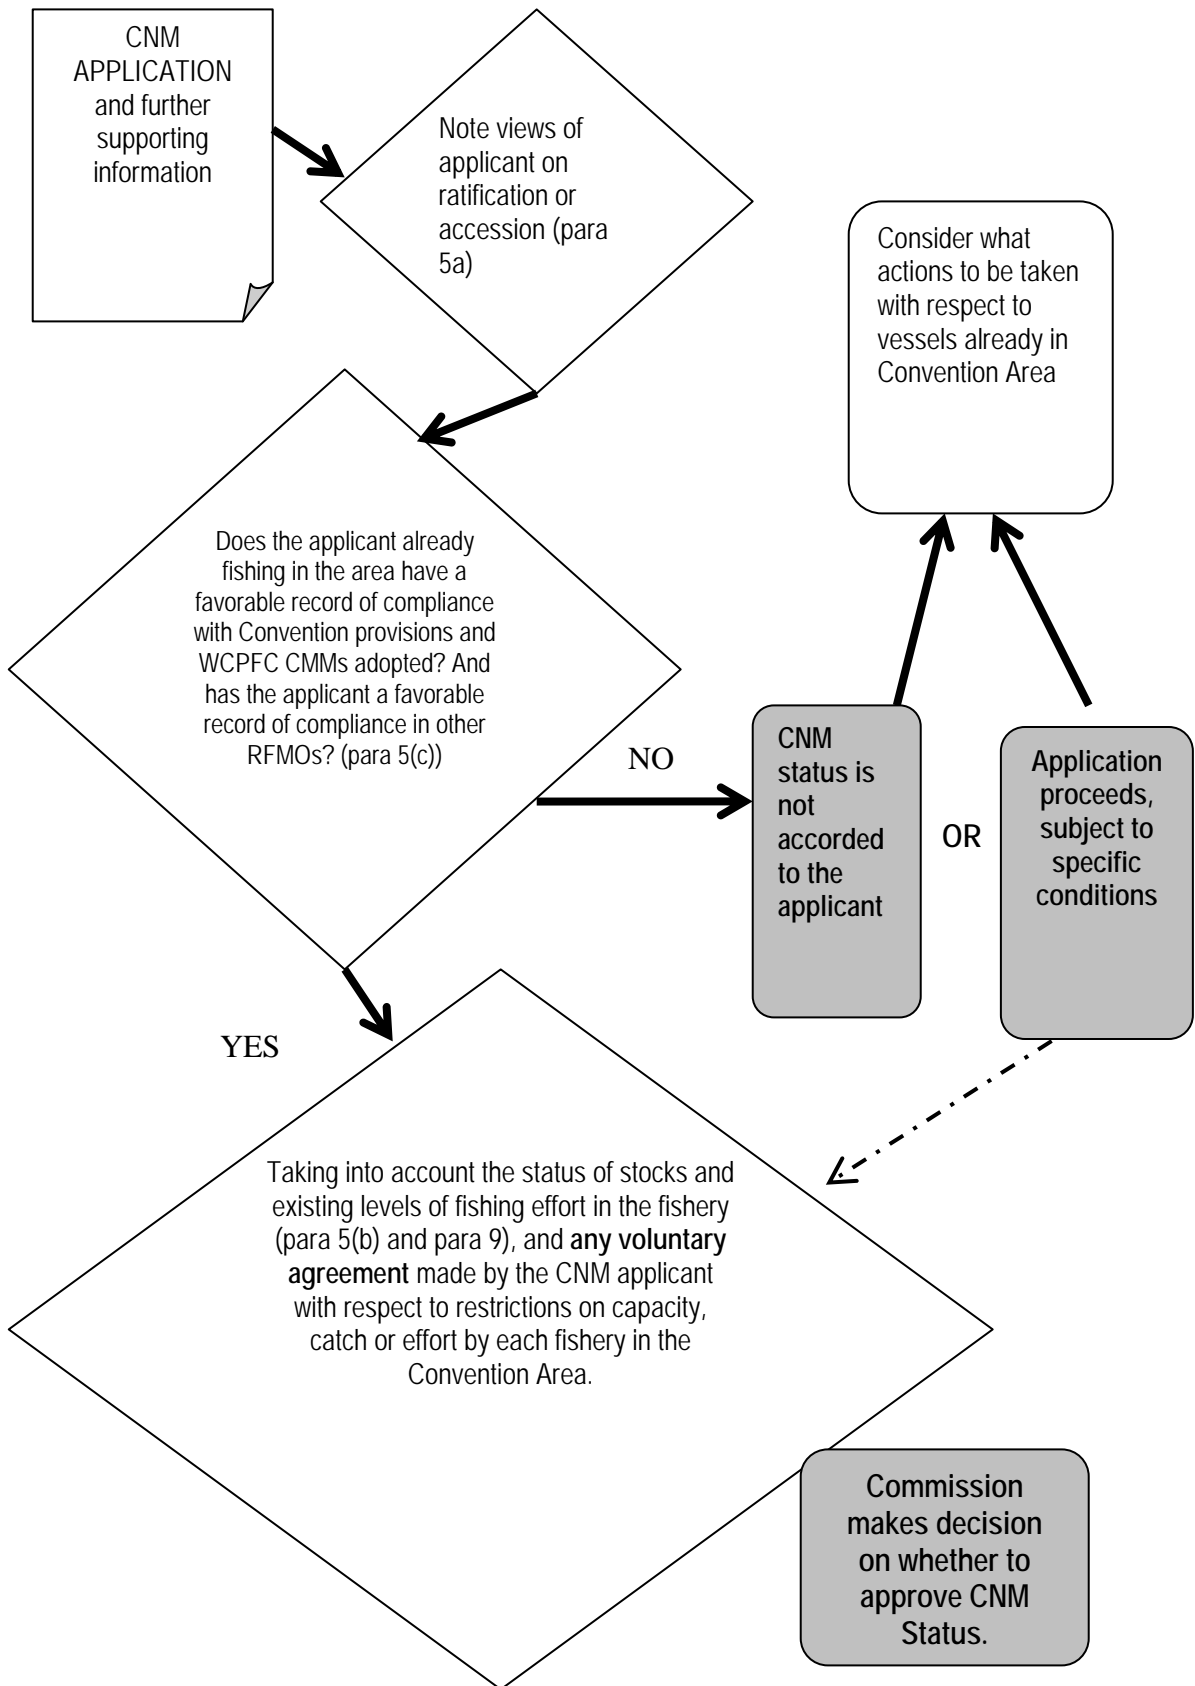 CNM
APPLICATION
and further
supporting
information
Note views of
applicant on
ratification or
accession (para
5a)
Consider what
actions to be taken
with respect to
vessels already in
Convention Area
Does the applicant already
fishing in the area have a
favorable record of compliance
with Convention provisions and
WCPFC CMMs adopted? And
has the applicant a favorable
record of compliance in other
RFMOs? (para 5(c))
NO
CNM
status is
not
accorded
to the
applicant
OR
Application
proceeds,
subject to
specific
conditions
YES
Taking into account the status of stocks and
existing levels of fishing effort in the fishery
(para 5(b) and para 9), and any voluntary
agreement made by the CNM applicant
with respect to restrictions on capacity,
catch or effort by each fishery in the
Convention Area.
Commission
makes decision
on whether to
approve CNM
Status.